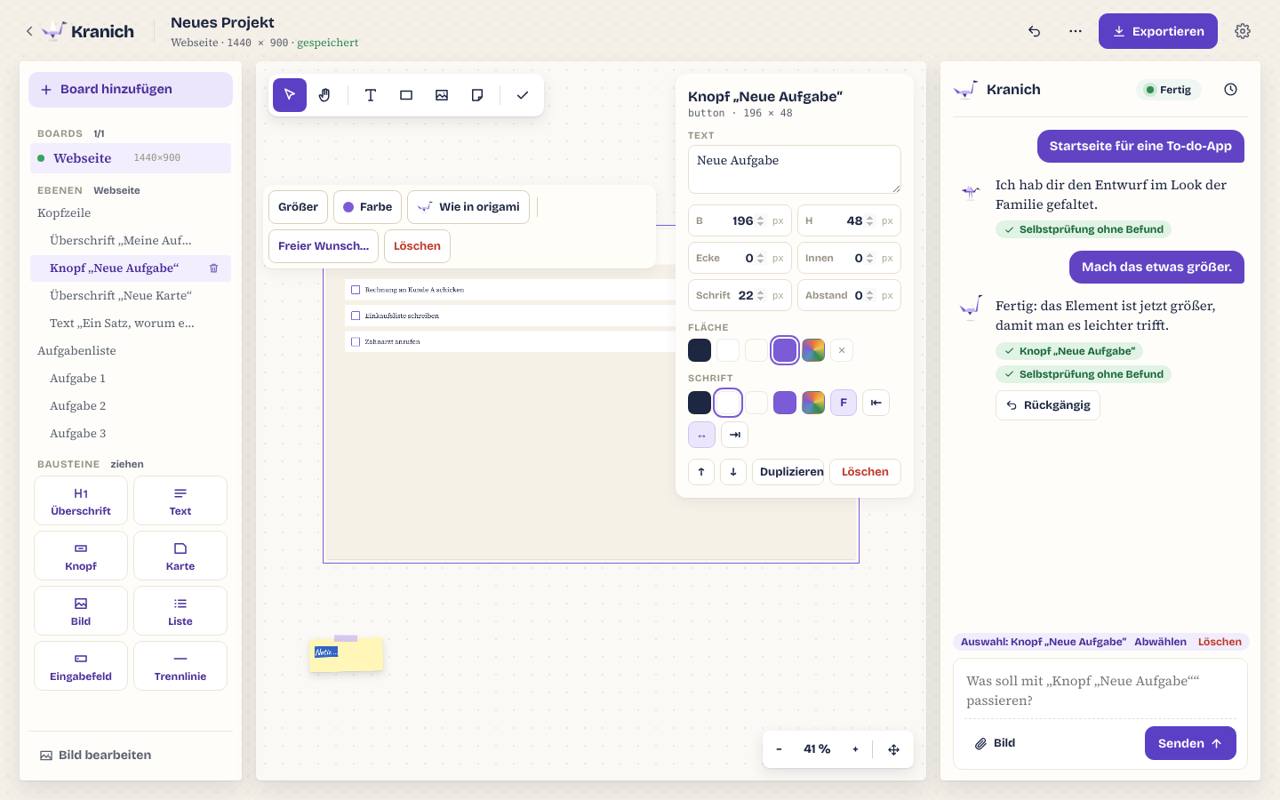 Kranich
Neues Projekt
Webseite · 1440 × 900 · gespeichert
Exportieren
Board hinzufügen
BOARDS 1/1
Webseite 1440×900
EBENEN Webseite
Kopfzeile
Überschrift „Meine Auf…
Knopf „Neue Aufgabe“
Überschrift „Neue Karte“
Text „Ein Satz, worum e…
Aufgabenliste
Aufgabe 1
Aufgabe 2
Aufgabe 3
BAUSTEINE ziehen
H1
Überschrift
Text
Knopf
Karte
Bild
Liste
Eingabefeld
Trennlinie
Bild bearbeiten
Größer
Farbe
Wie in origami
Freier Wunsch…
Löschen
Rechnung an Kunde A schicken
Einkaufsliste schreiben
Zahnarzt anrufen
Notiz…
Knopf „Neue Aufgabe“
button · 196 × 48
TEXT
Neue Aufgabe
B 196 px
H 48 px
Ecke 0 px
Innen 0 px
Schrift 22 px
Abstand 0 px
FLÄCHE
×
SCHRIFT
F
Duplizieren
Löschen
− 41 % +
Kranich
Fertig
Startseite für eine To-do-App
Ich hab dir den Entwurf im Look der
Familie gefaltet.
Selbstprüfung ohne Befund
Mach das etwas größer.
Fertig: das Element ist jetzt größer,
damit man es leichter trifft.
Knopf „Neue Aufgabe“
Selbstprüfung ohne Befund
Rückgängig
Auswahl: Knopf „Neue Aufgabe“ Abwählen Löschen
Was soll mit „Knopf „Neue Aufgabe““
passieren?
Bild
Senden